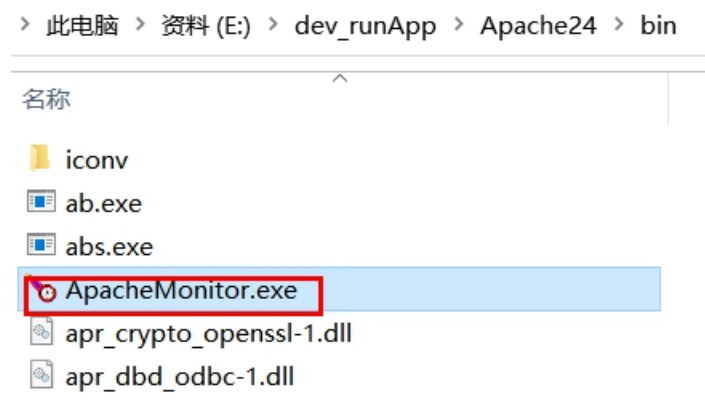 此电脑 > 资料 (E:) > dev_runApp > Apache24 > bin
名称
iconv
ab.exe
abs.exe
ApacheMonitor.exe
apr_crypto_openssl-1.dll
apr_dbd_odbc-1.dll